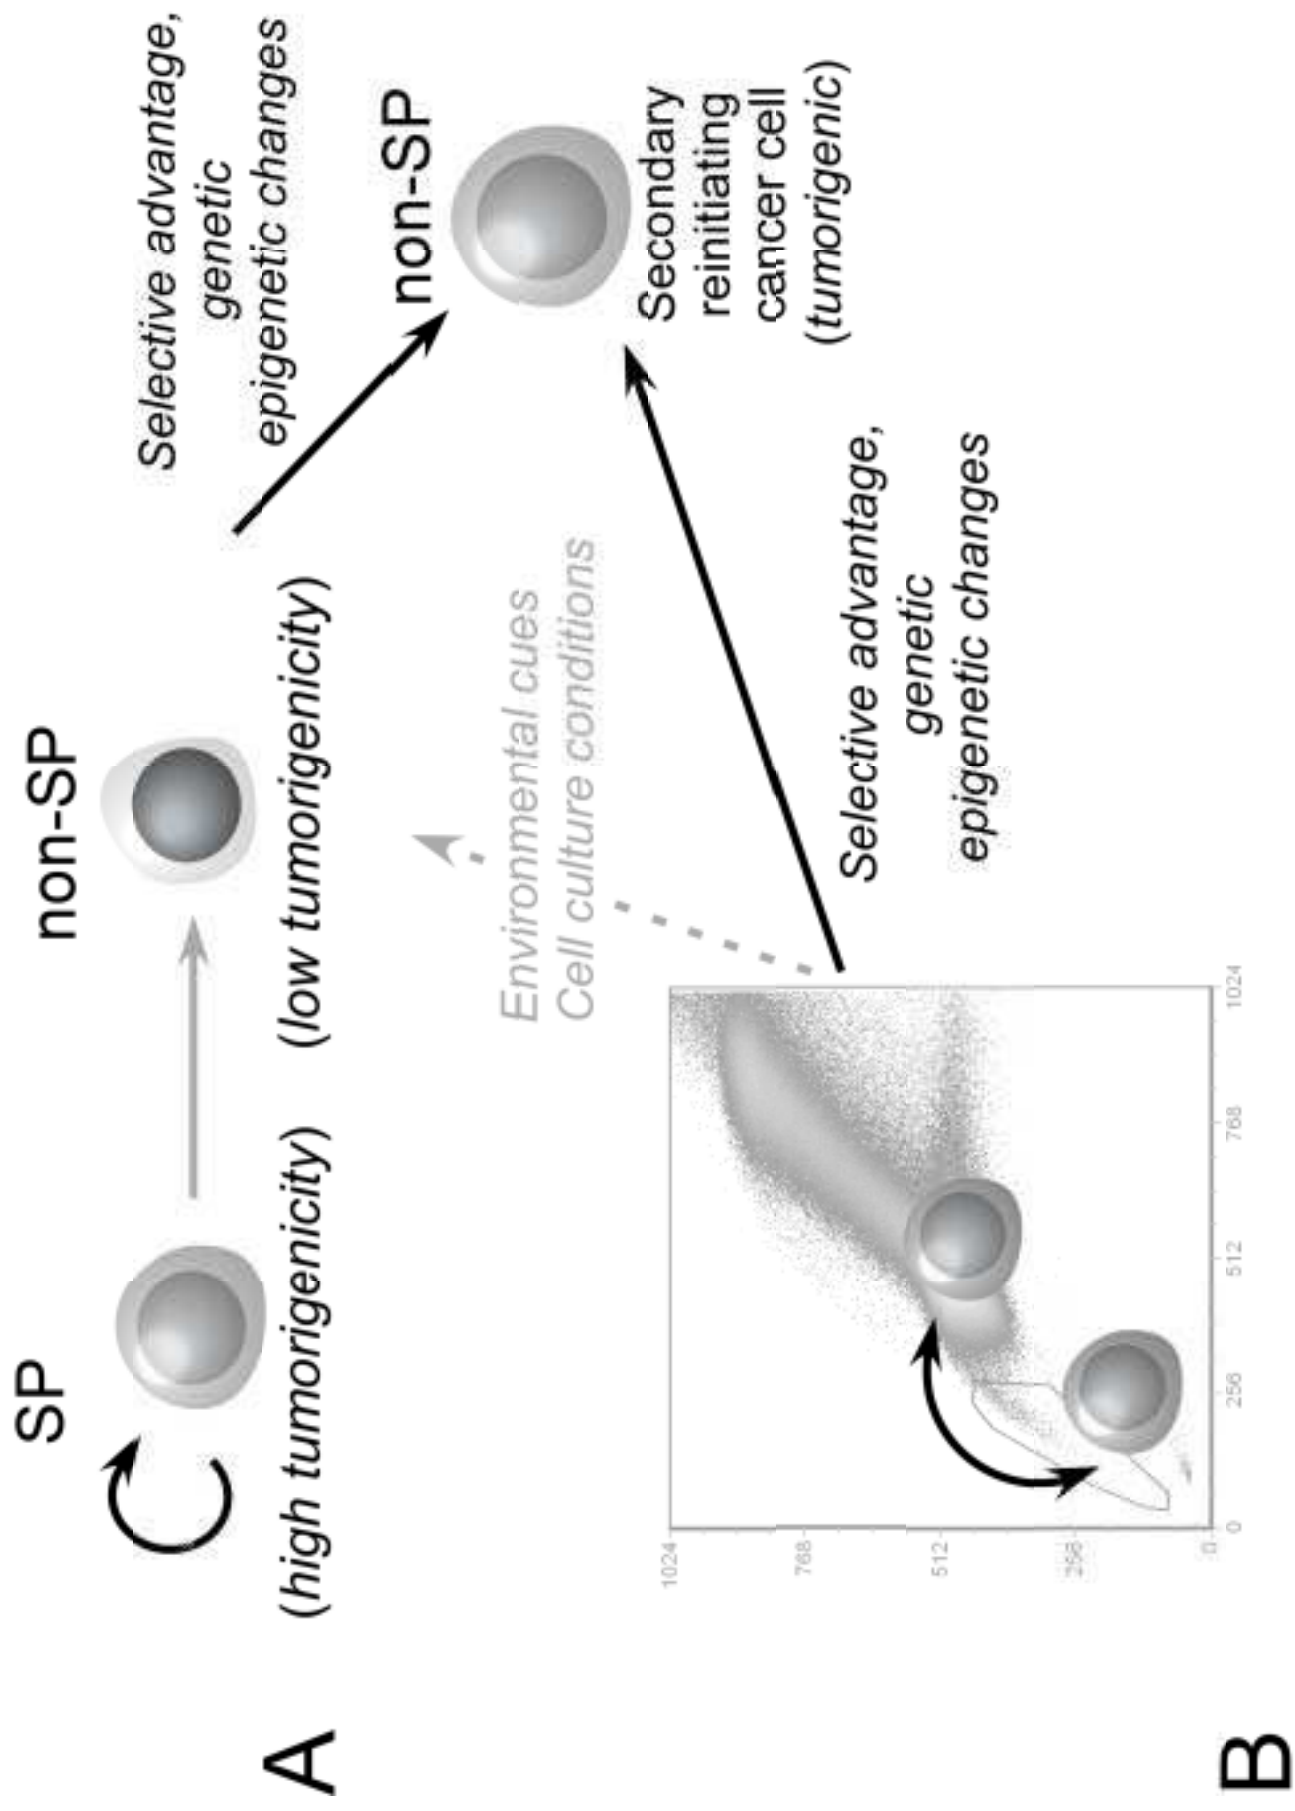 A
SP
(high tumorigenicity)
non-SP
(low tumorigenicity)
Selective advantage,
genetic
epigenetic changes
non-SP
Secondary
reinitiating
cancer cell
(tumorigenic)
Environmental cues
Cell culture conditions
Selective advantage,
genetic
epigenetic changes
B
1024
768
512
256
0
0
256
512
768
1024